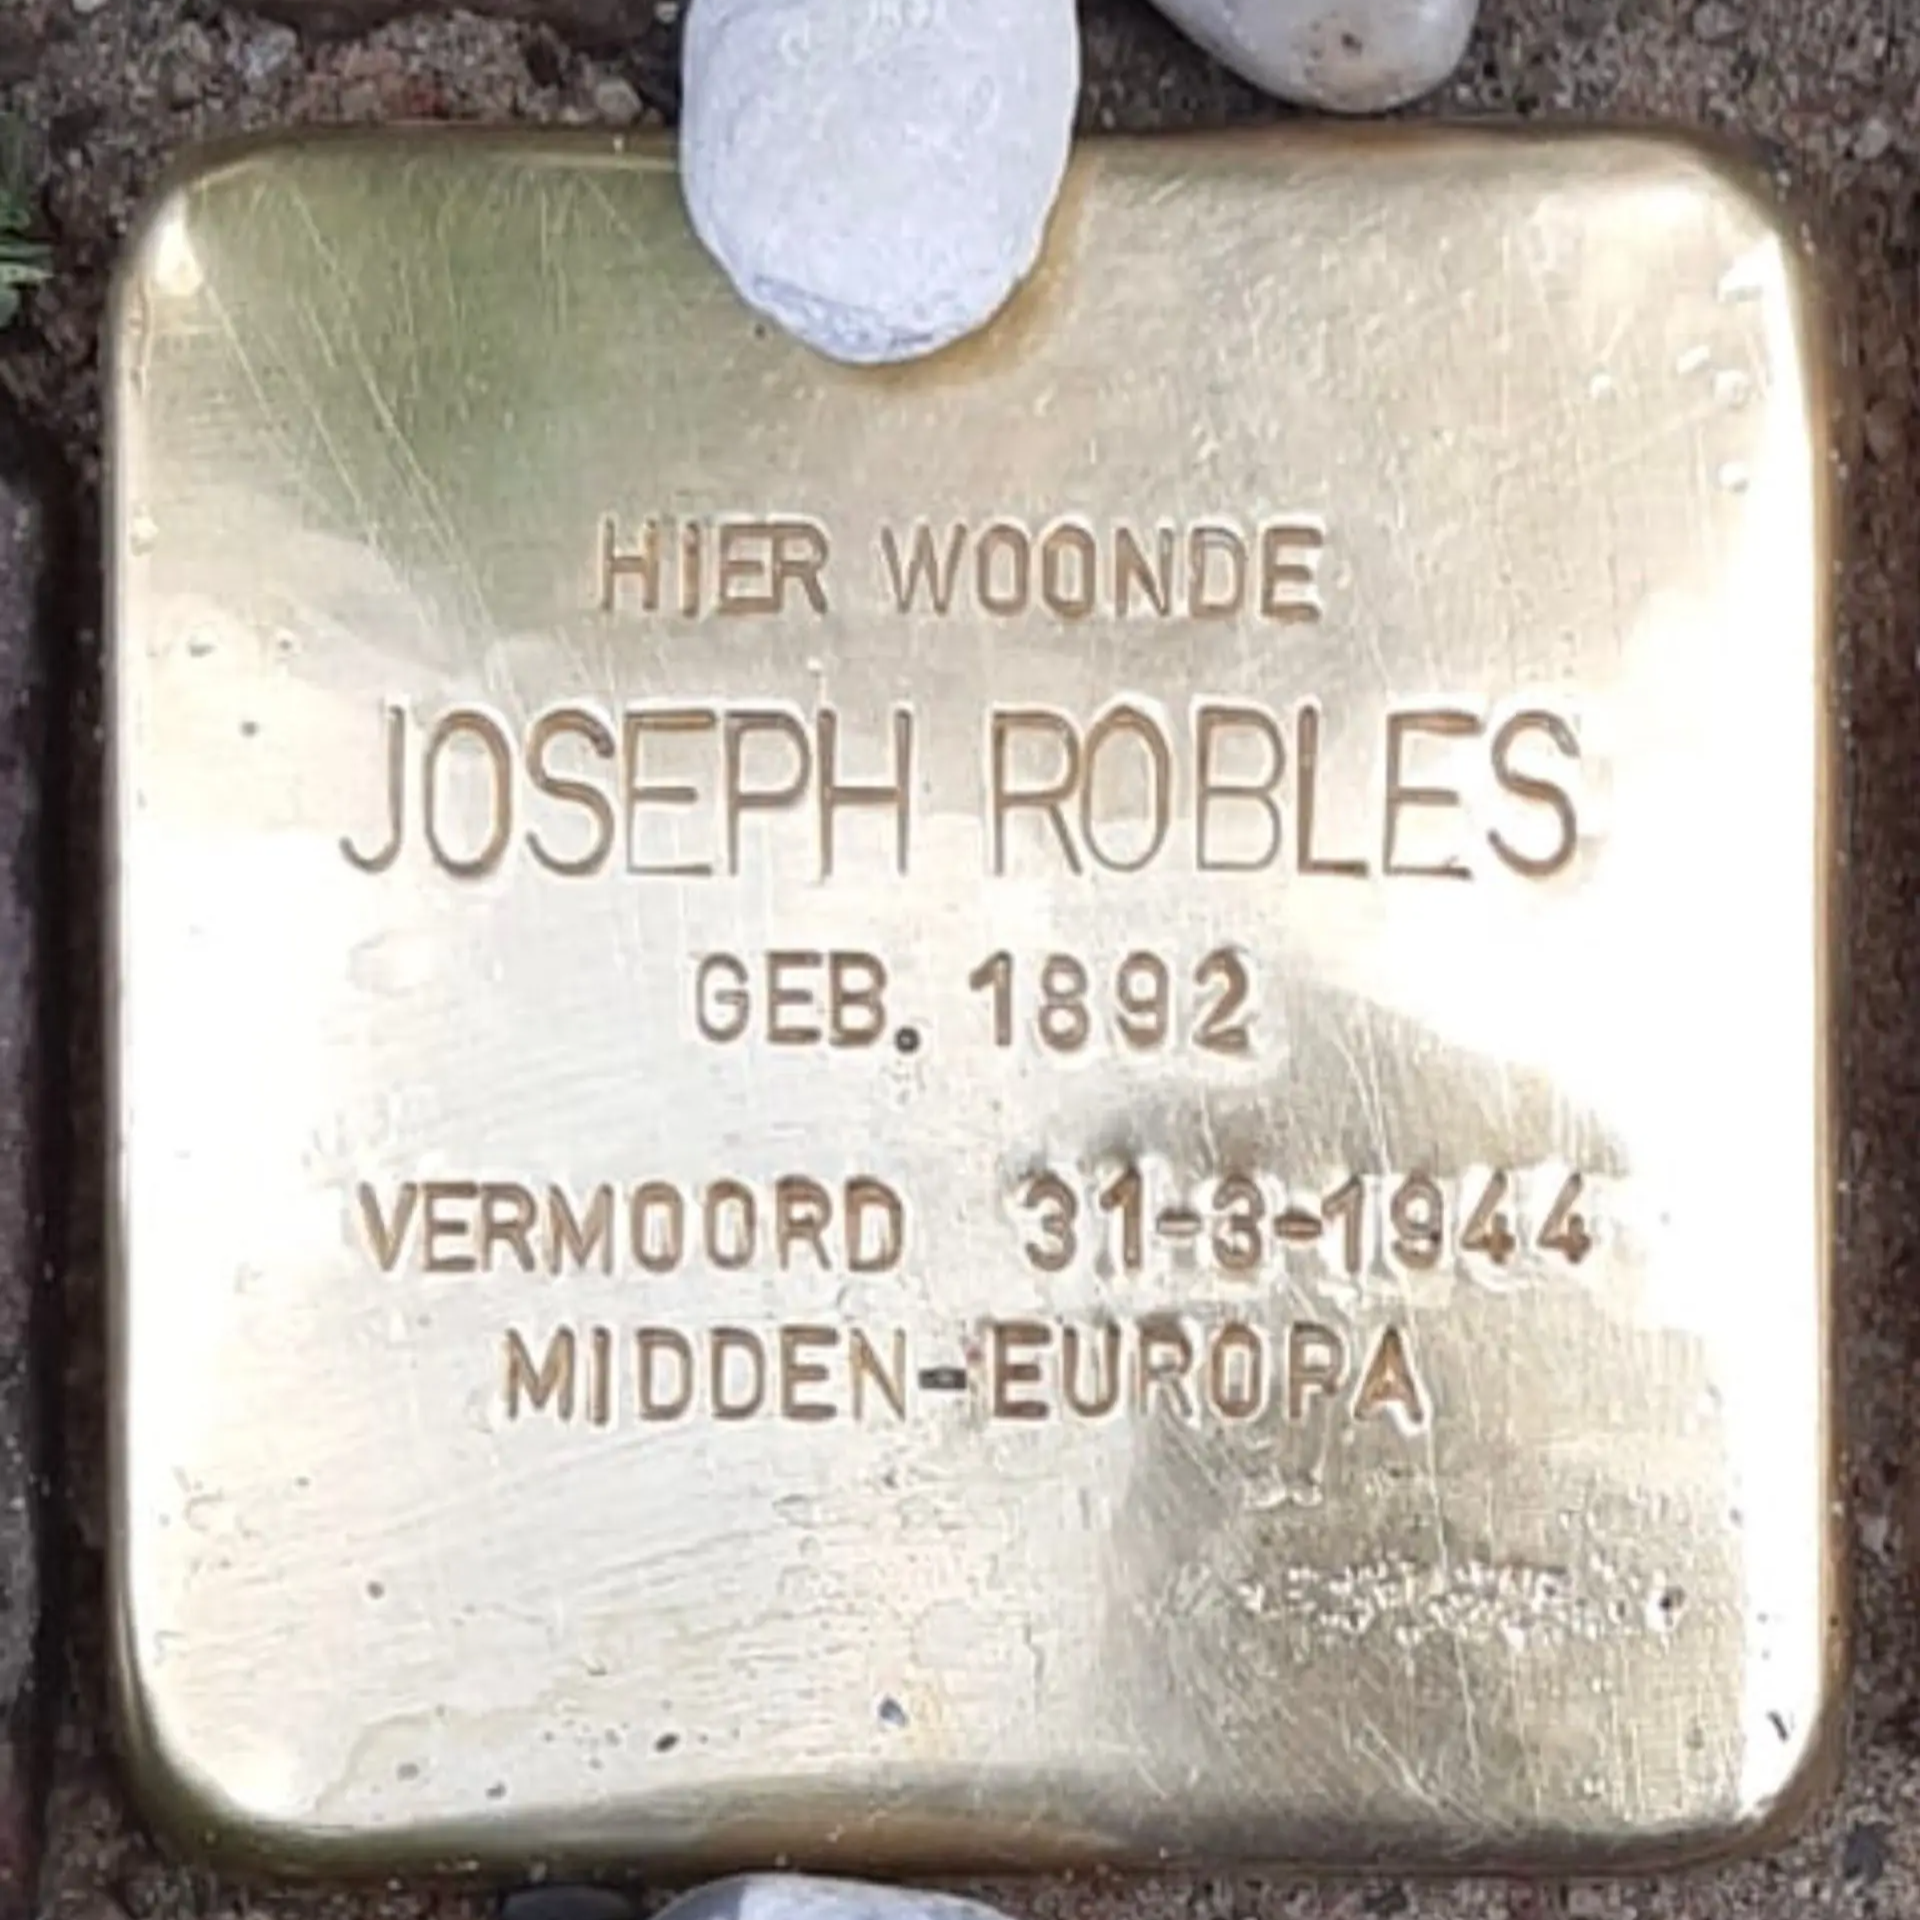 HIER WOONDE
JOSEPH ROBLES
GEB. 1892
VERMOORD 31-3-1944
MIDDEN-EUROPA